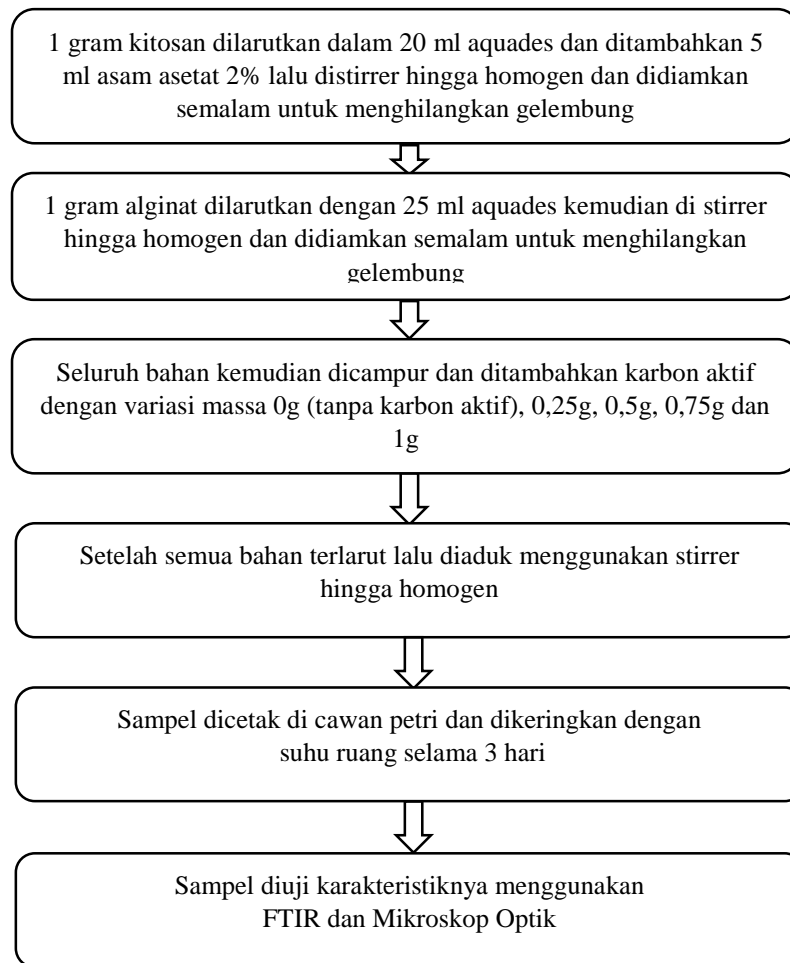 1 gram kitosan dilarutkan dalam 20 ml aquades dan ditambahkan 5
ml asam asetat 2% lalu distirrer hingga homogen dan didiamkan
semalam untuk menghilangkan gelembung
1 gram alginat dilarutkan dengan 25 ml aquades kemudian di stirrer
hingga homogen dan didiamkan semalam untuk menghilangkan
gelembung
Seluruh bahan kemudian dicampur dan ditambahkan karbon aktif
dengan variasi massa 0g (tanpa karbon aktif), 0,25g, 0,5g, 0,75g dan
1g
Setelah semua bahan terlarut lalu diaduk menggunakan stirrer
hingga homogen
Sampel dicetak di cawan petri dan dikeringkan dengan
suhu ruang selama 3 hari
Sampel diuji karakteristiknya menggunakan
FTIR dan Mikroskop Optik